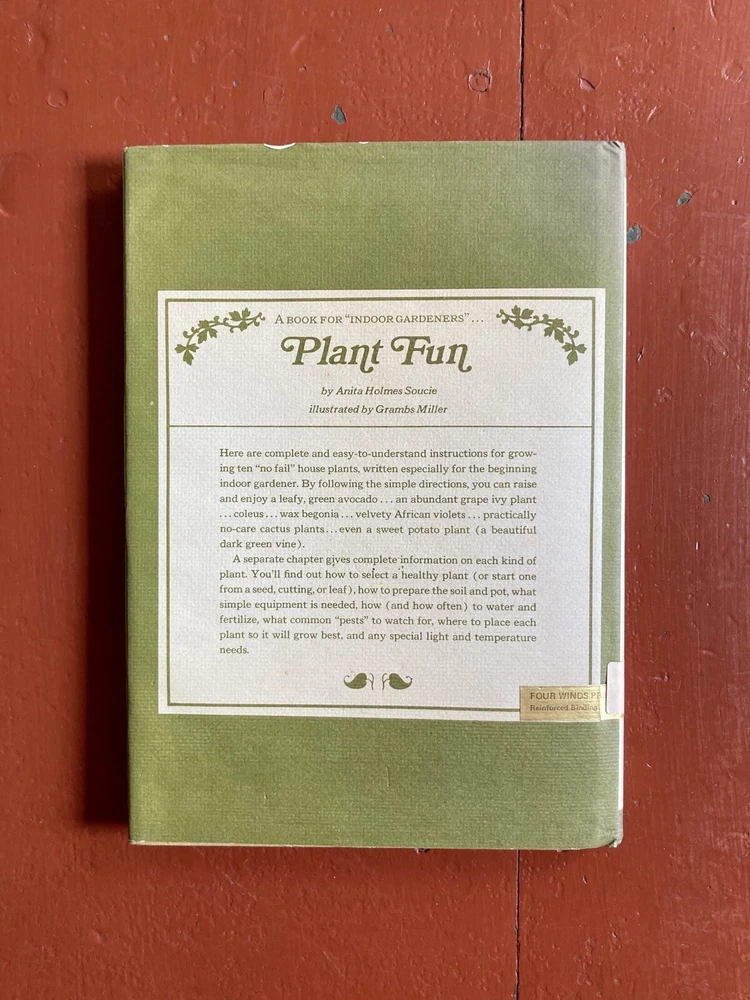 A BOOK FOR "INDOOR GARDENERS"...
Plant Fun
by Anita Holmes Soucie
illustrated by Grambs Miller
Here are complete and easy-to-understand instructions for grow-
ing ten "no fail" house plants, written especially for the beginning
indoor gardener. By following the simple directions, you can raise
and enjoy a leafy, green avocado...an abundant grape ivy plant
...coleus...wax begonia...velvety African violets...practically
no-care cactus plants...even a sweet potato plant (a beautiful
dark green vine).
A separate chapter gives complete information on each kind of
plant. You'll find out how to select a healthy plant (or start one
from a seed, cutting, or leaf), how to prepare the soil and pot, what
simple equipment is needed, how (and how often) to water and
fertilize, what common "pests" to watch for, where to place each
plant so it will grow best, and any special light and temperature
needs.
FOUR WINDS
Reinforced Binding